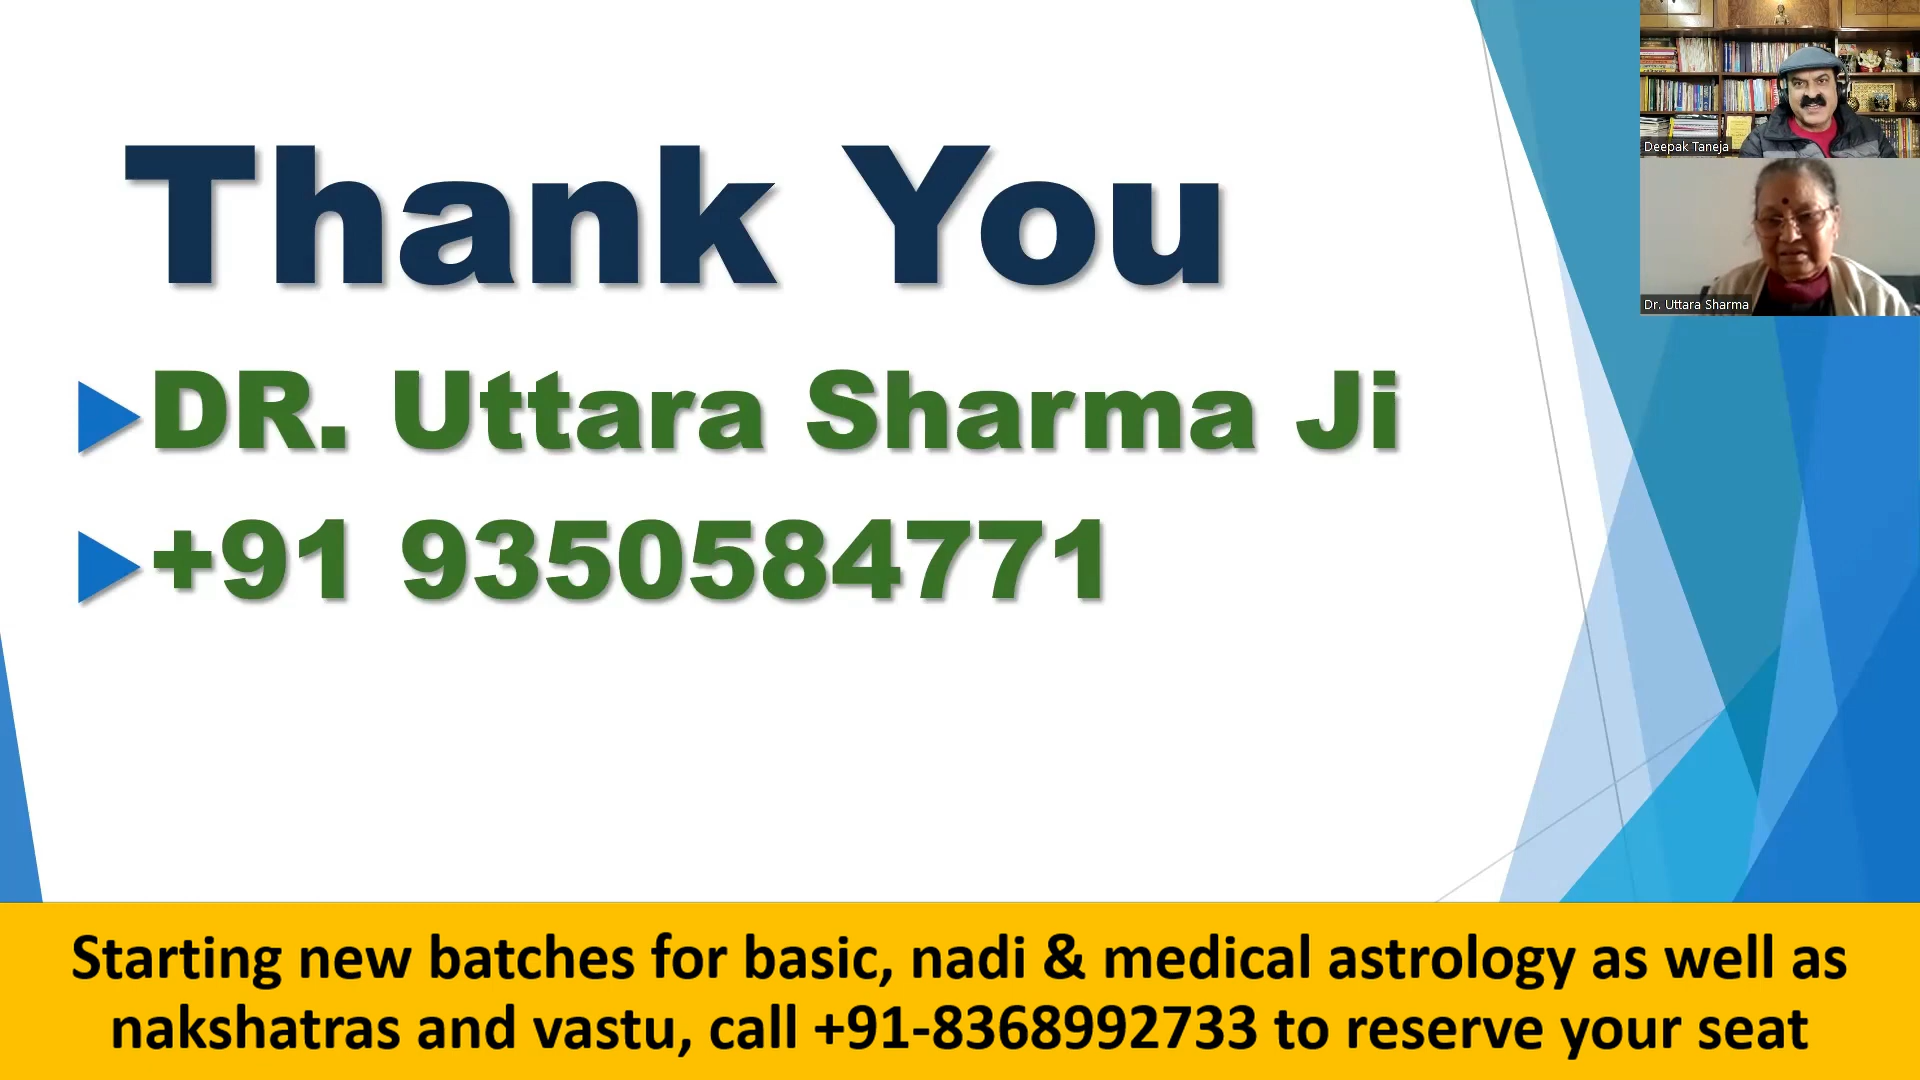 Thank You
DR. Uttara Sharma Ji
+91 9350584771
Deepak Taneja
Dr. Uttara Sharma
Starting new batches for basic, nadi & medical astrology as well as
nakshatras and vastu, call +91-8368992733 to reserve your seat